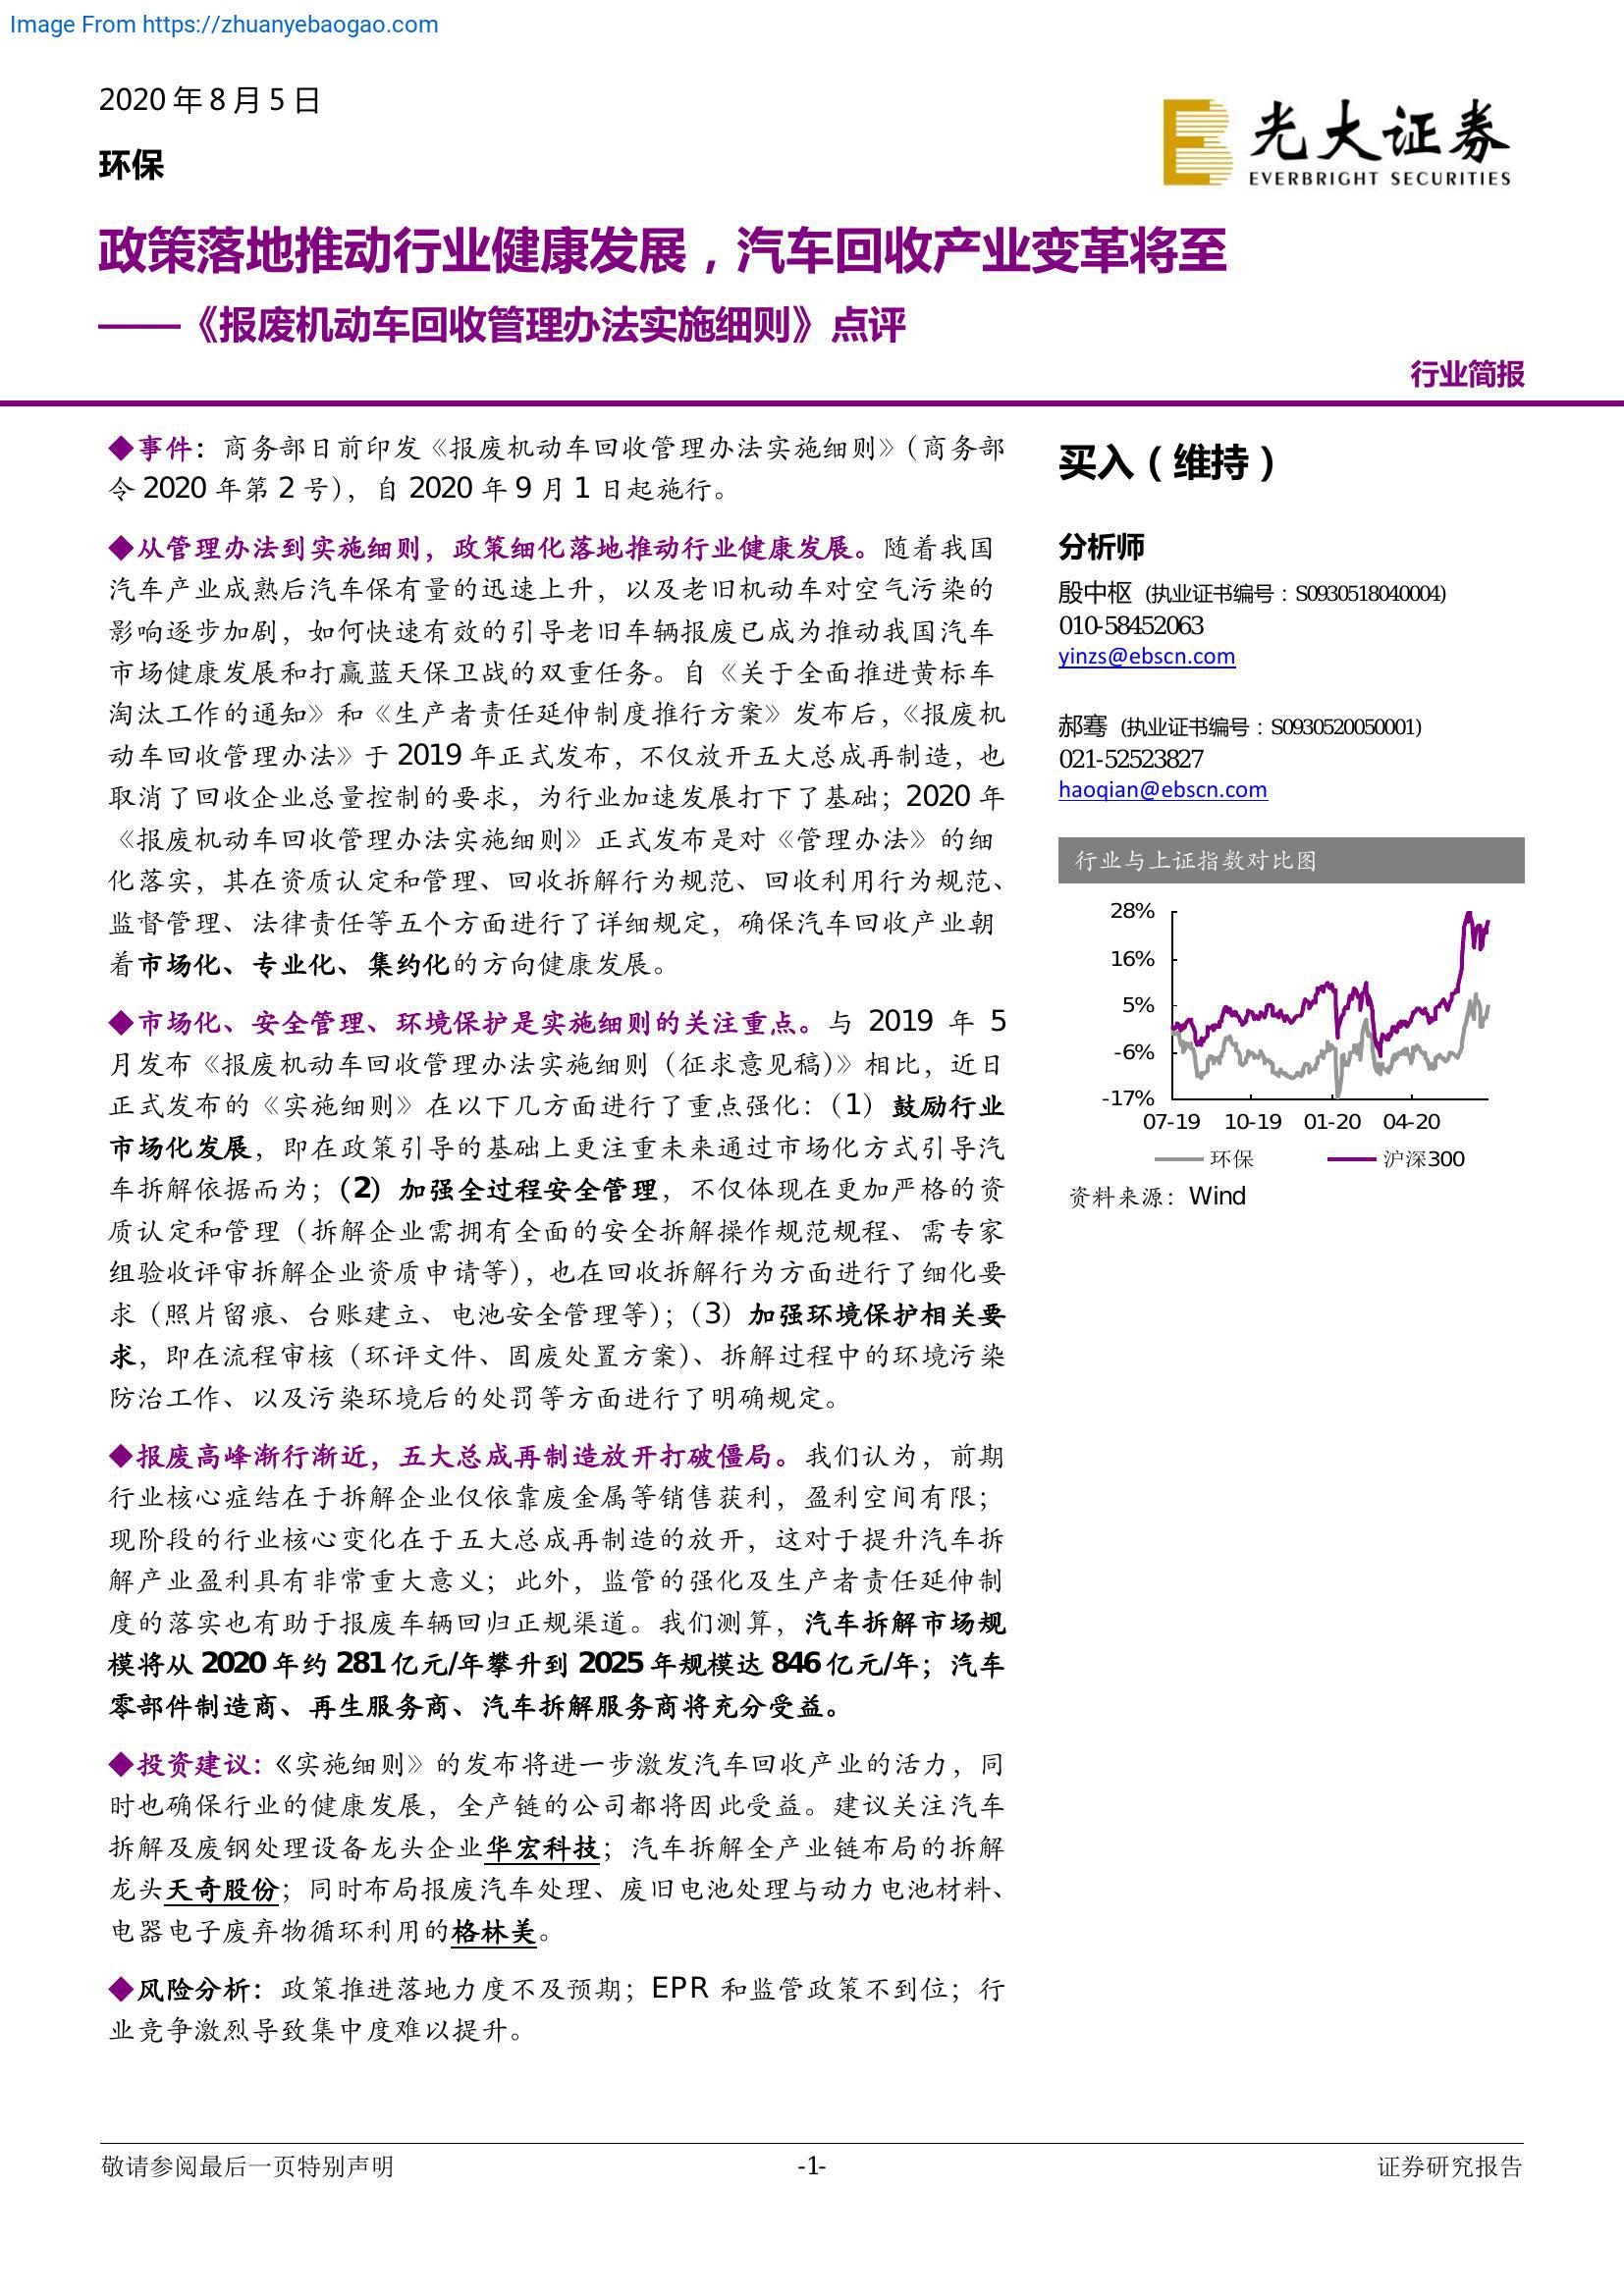 Image From https://zhuanyebaogao.com
2020 年 8 月 5 日
环保
光大证券
EVERBRIGHT SECURITIES
政策落地推动行业健康发展，汽车回收产业变革将至
——《报废机动车回收管理办法实施细则》点评
行业简报
◆事件：商务部日前印发《报废机动车回收管理办法实施细则》（商务部
令 2020 年第 2 号），自 2020 年 9 月 1 日起施行。
◆从管理办法到实施细则，政策细化落地推动行业健康发展。随着我国
汽车产业成熟后汽车保有量的迅速上升，以及老旧机动车对空气污染的
影响逐步加剧，如何快速有效的引导老旧车辆报废已成为推动我国汽车
市场健康发展和打赢蓝天保卫战的双重任务。自《关于全面推进黄标车
淘汰工作的通知》和《生产者责任延伸制度推行方案》发布后，《报废机
动车回收管理办法》于 2019 年正式发布，不仅放开五大总成再制造，也
取消了回收企业总量控制的要求，为行业加速发展打下了基础；2020 年
《报废机动车回收管理办法实施细则》正式发布是对《管理办法》的细
化落实，其在资质认定和管理、回收拆解行为规范、回收利用行为规范、
监督管理、法律责任等五个方面进行了详细规定，确保汽车回收产业朝
着市场化、专业化、集约化的方向健康发展。
◆市场化、安全管理、环境保护是实施细则的关注重点。与 2019 年 5
月发布《报废机动车回收管理办法实施细则（征求意见稿）》相比，近日
正式发布的《实施细则》在以下几方面进行了重点强化：（1）鼓励行业
市场化发展，即在政策引导的基础上更注重未来通过市场化方式引导汽
车拆解依据而为；（2）加强全过程安全管理，不仅体现在更加严格的资
质认定和管理（拆解企业需拥有全面的安全拆解操作规范规程、需专家
组验收评审拆解企业资质申请等），也在回收拆解行为方面进行了细化要
求（照片留痕、台账建立、电池安全管理等）；（3）加强环境保护相关要
求，即在流程审核（环评文件、固废处置方案）、拆解过程中的环境污染
防治工作、以及污染环境后的处罚等方面进行了明确规定。
◆报废高峰渐行渐近，五大总成再制造放开打破僵局。我们认为，前期
行业核心症结在于拆解企业仅依靠废金属等销售获利，盈利空间有限；
现阶段的行业核心变化在于五大总成再制造的放开，这对于提升汽车拆
解产业盈利具有非常重大意义；此外，监管的强化及生产者责任延伸制
度的落实也有助于报废车辆回归正规渠道。我们测算，汽车拆解市场规
模将从 2020 年约 281 亿元/年攀升到 2025 年规模达 846 亿元/年；汽车
零部件制造商、再生服务商、汽车拆解服务商将充分受益。
◆投资建议：《实施细则》的发布将进一步激发汽车回收产业的活力，同
时也确保行业的健康发展，全产链的公司都将因此受益。建议关注汽车
拆解及废钢处理设备龙头企业华宏科技；汽车拆解全产业链布局的拆解
龙头天奇股份；同时布局报废汽车处理、废旧电池处理与动力电池材料、
电器电子废弃物循环利用的格林美。
◆风险分析：政策推进落地力度不及预期；EPR 和监管政策不到位；行
业竞争激烈导致集中度难以提升。
买入（维持）
分析师
殷中枢 (执业证书编号：S0930518040004)
010-58452063
yinzs@ebscn.com
郝骞 (执业证书编号：S0930520050001)
021-52523827
haoqian@ebscn.com
行业与上证指数对比图
28%
16%
5%
-6%
-17%
07-19 10-19 01-20 04-20
环保 沪深300
资料来源：Wind
敬请参阅最后一页特别声明 -1- 证券研究报告